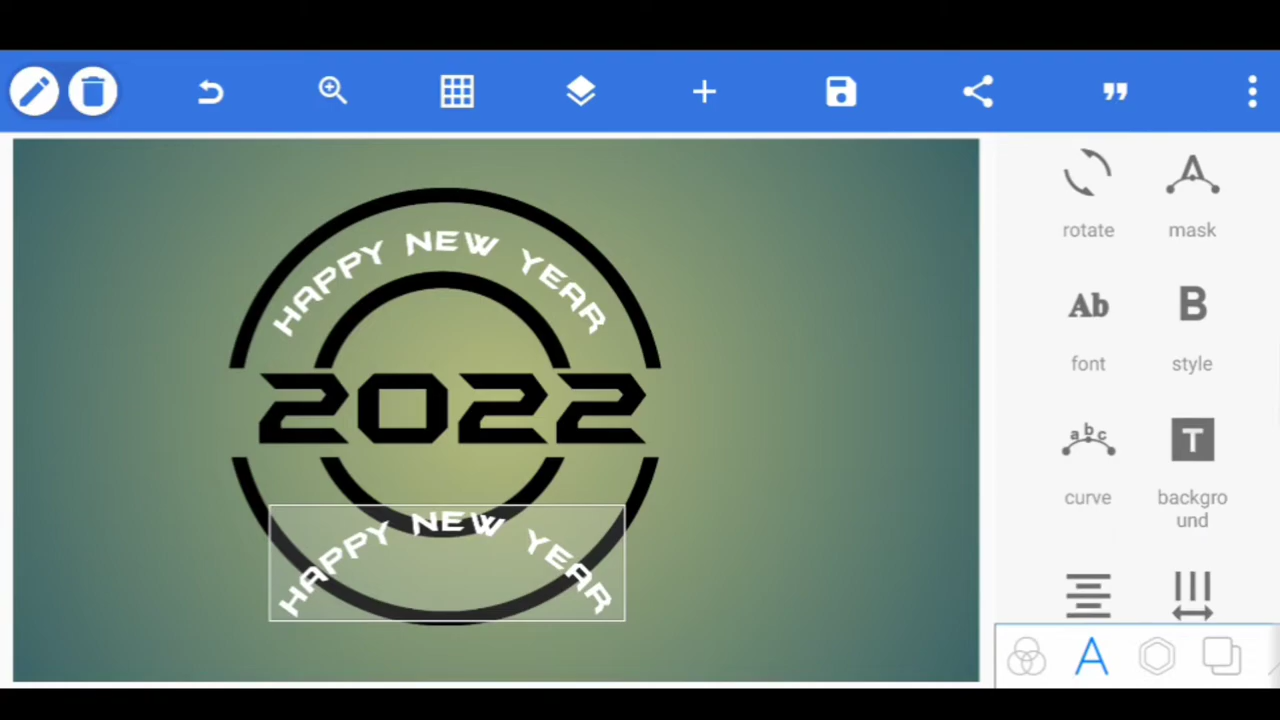 HAPPY NEW YEAR
2022
HAPPY NEW YEAR
rotate
mask
Ab
B
font
style
abc
T
curve
backgro
und
A